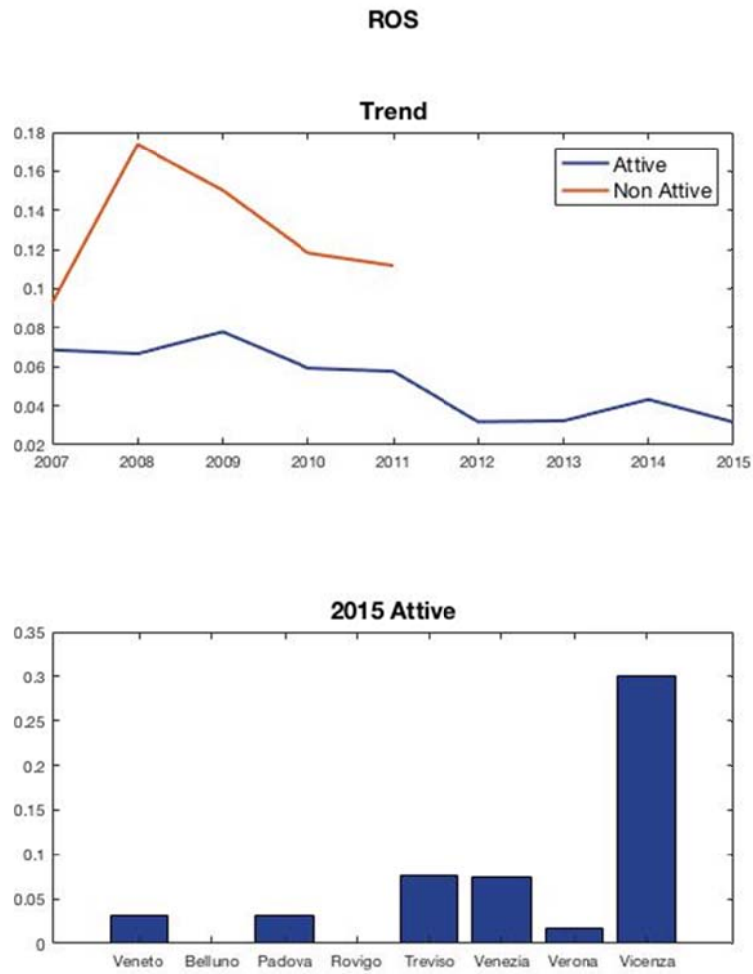 ROS
Trend
0.18
0.16
0.14
0.12
0.1
0.08
0.06
0.04
0.02
Attive
Non Attive
2007 2008 2009 2010 2011 2012 2013 2014 2015
2015 Attive
0.35
0.3
0.25
0.2
0.15
0.1
0.05
0
Veneto Belluno Padova Rovigo Treviso Venezia Verona Vicenza